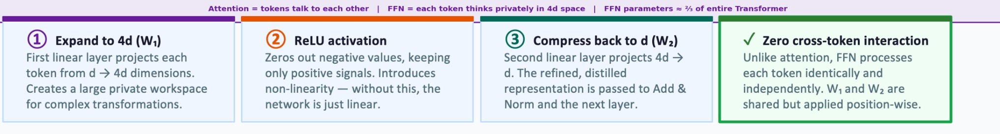 Attention = tokens talk to each other | FFN = each token thinks privately in 4d space | FFN parameters ≈ ⅔ of entire Transformer
① Expand to 4d (W₁)
First linear layer projects each
token from d → 4d dimensions.
Creates a large private workspace
for complex transformations.
② ReLU activation
Zeros out negative values, keeping
only positive signals. Introduces
non-linearity — without this, the
network is just linear.
③ Compress back to d (W₂)
Second linear layer projects 4d →
d. The refined, distilled
representation is passed to Add &
Norm and the next layer.
✓ Zero cross-token interaction
Unlike attention, FFN processes
each token identically and
independently. W₁ and W₂ are
shared but applied position-wise.